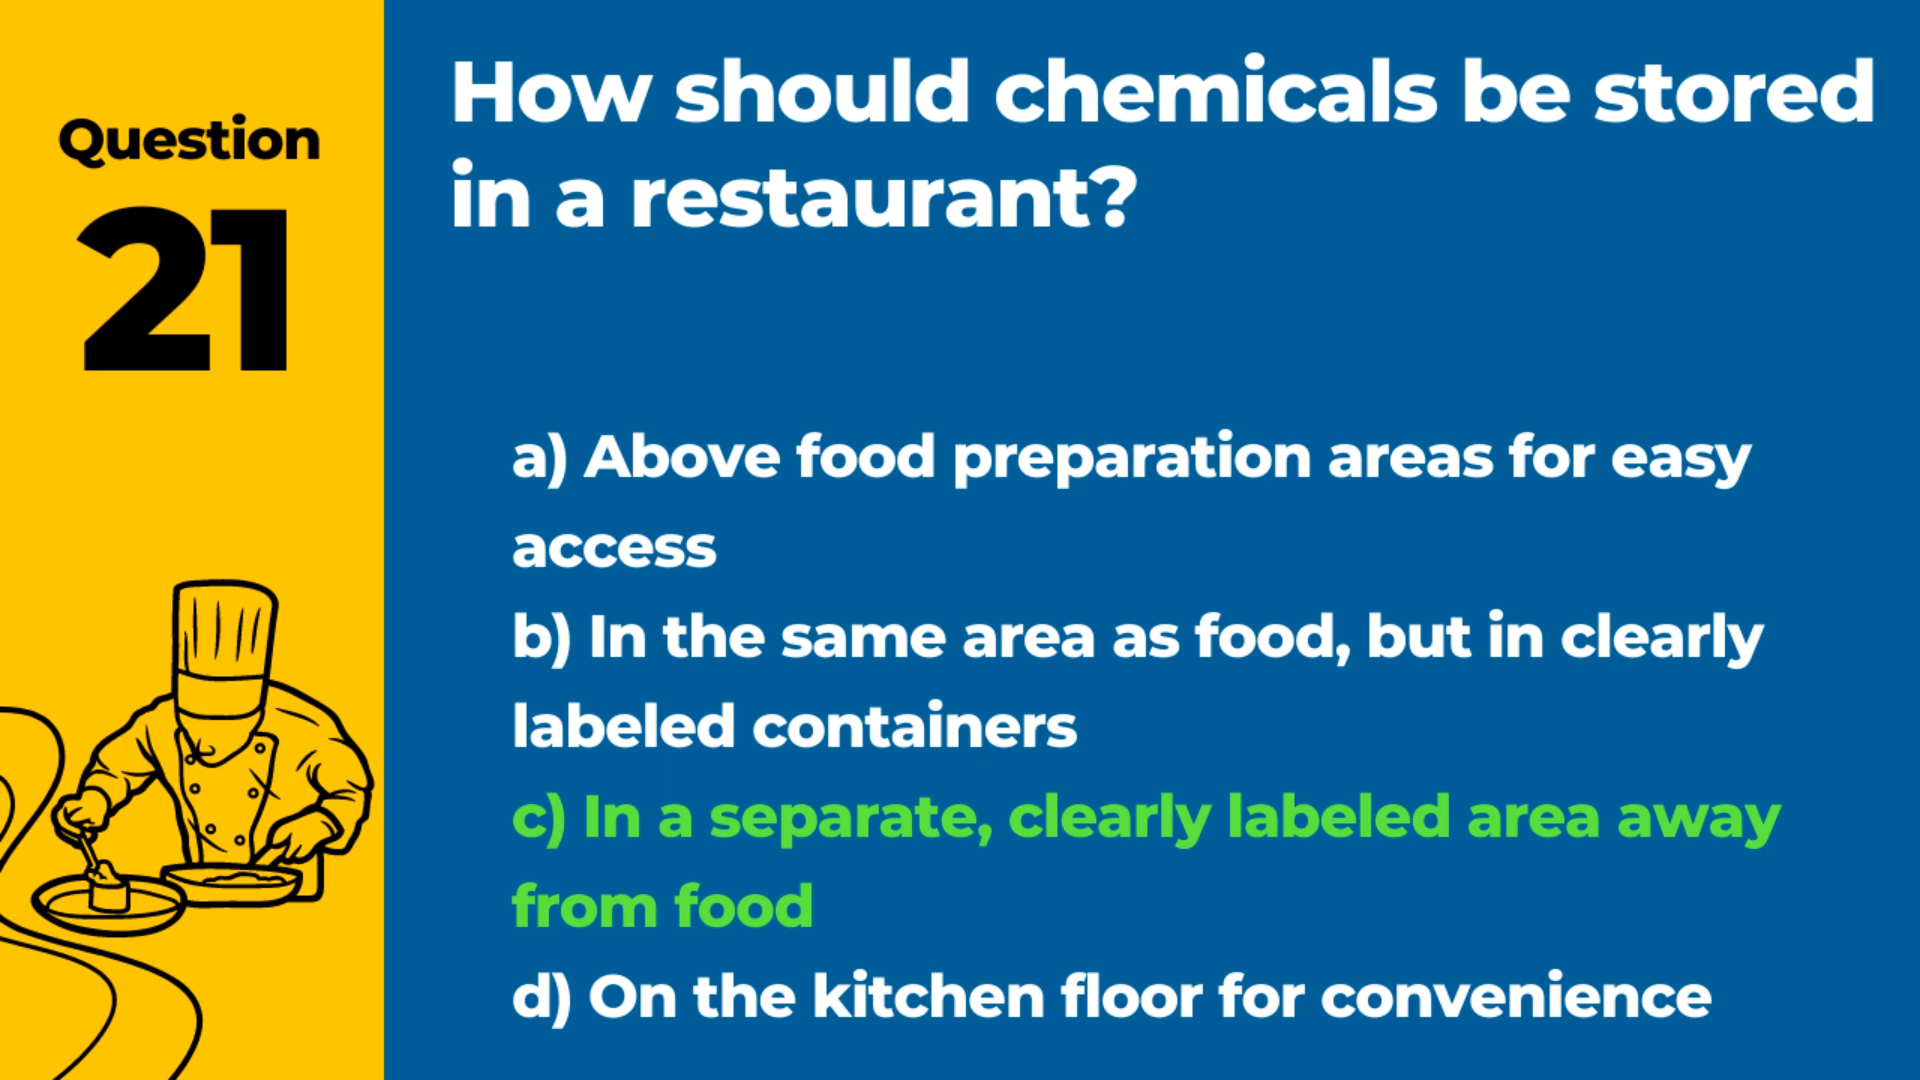 Question
21
How should chemicals be stored
in a restaurant?
a) Above food preparation areas for easy
access
b) In the same area as food, but in clearly
labeled containers
c) In a separate, clearly labeled area away
from food
d) On the kitchen floor for convenience